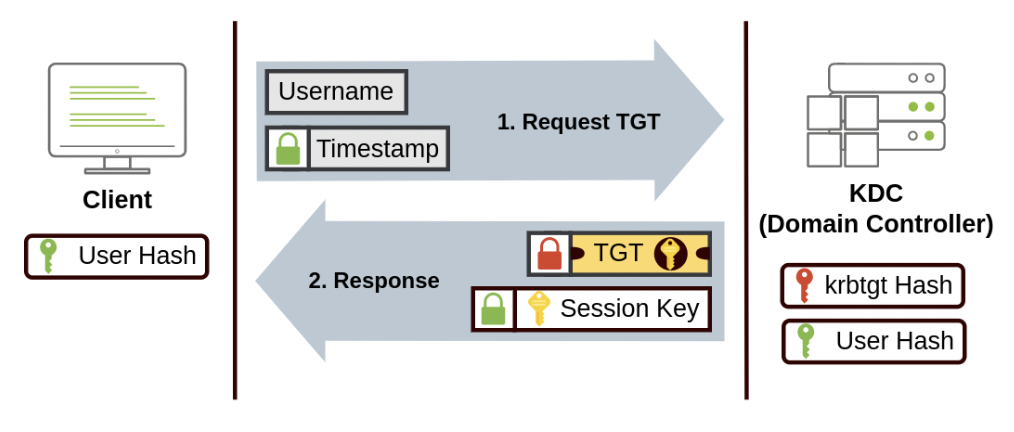 Username
1. Request TGT
Timestamp
Client
User Hash
KDC
(Domain Controller)
TGT
2. Response
Session Key
krbtgt Hash
User Hash